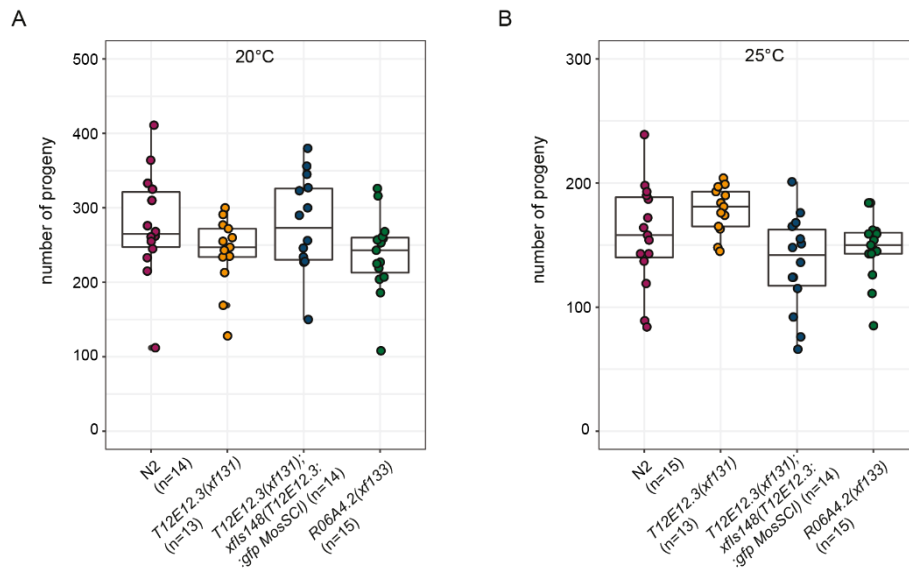 A
20°C
number of progeny
500
400
300
200
100
0
N2
(n=14)
T12E12.3(xf131)
(n=13)
T12E12.3(xf131);
xfIs148(T12E12.3:
:gfp MosSCI) (n=14)
R06A4.2(xf133)
(n=15)
B
25°C
number of progeny
300
200
100
0
N2
(n=15)
T12E12.3(xf131)
(n=13)
T12E12.3(xf131);
xfIs148(T12E12.3:
:gfp MosSCI) (n=14)
R06A4.2(xf133)
(n=15)